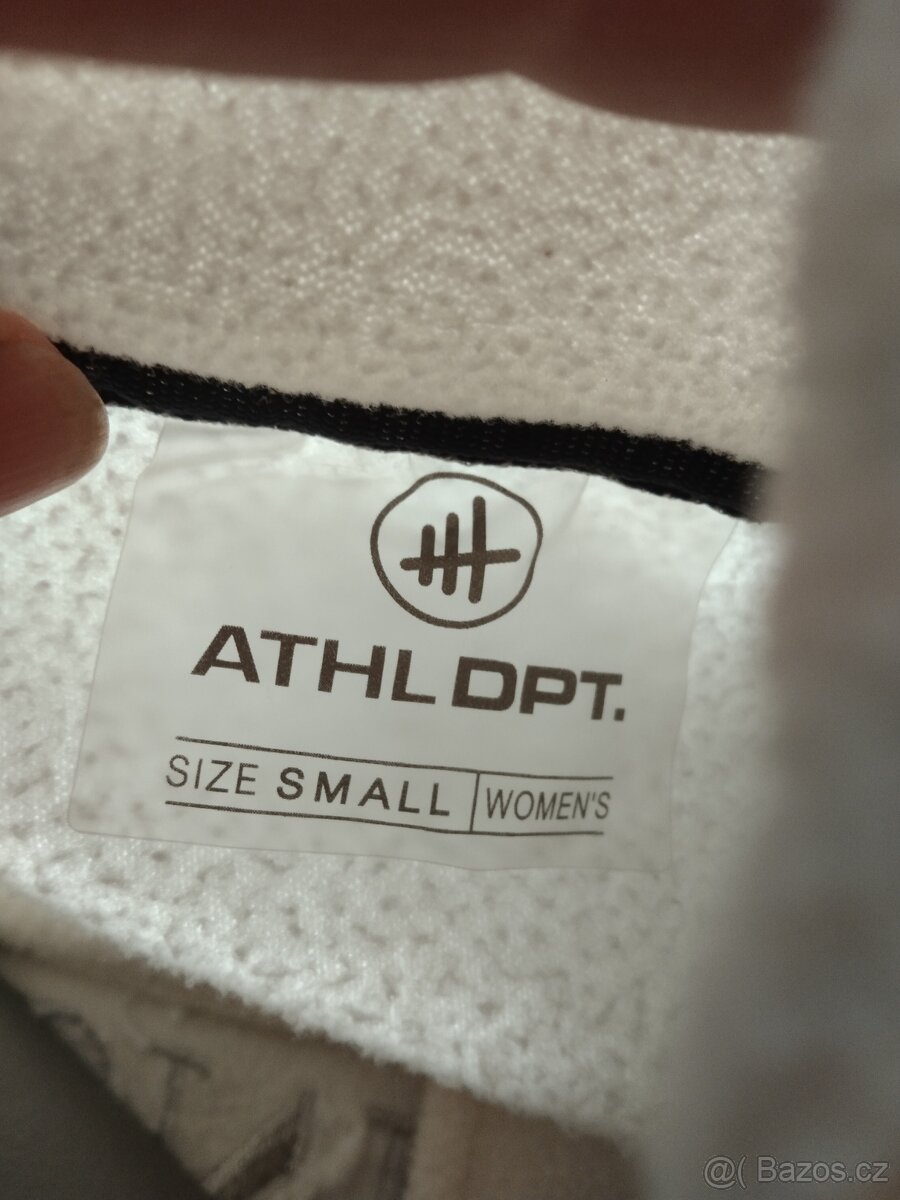 ATHL DPT.
SIZE SMALL WOMEN'S
@( Bazos.cz